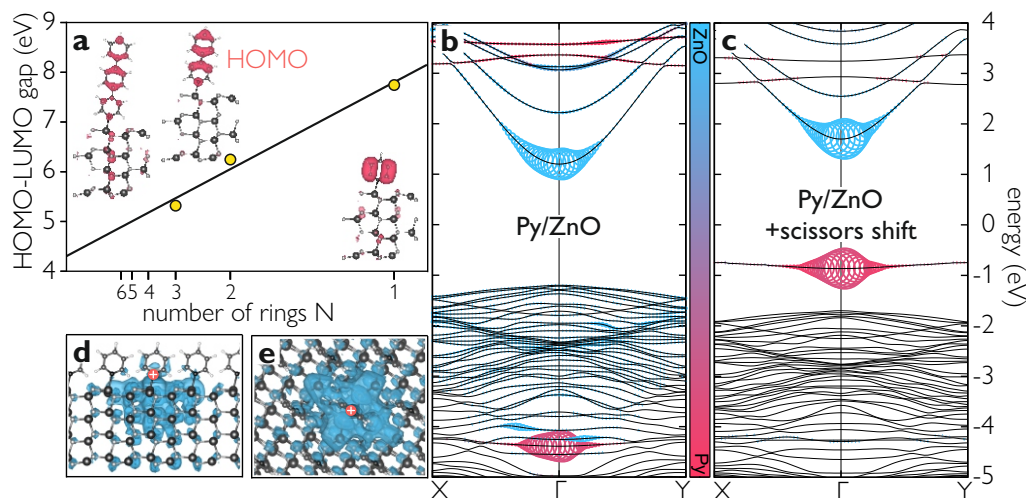 a
HOMO-LUMO gap (eV)
9
8
7
6
5
4
HOMO
65 4 3 2 1
number of rings N
b
Py/ZnO
X Γ Y
ZnO
Py
c
Py/ZnO
+scissors shift
X Γ Y
energy (eV)
4
3
2
1
0
-1
-2
-3
-4
-5
d
+
e
+